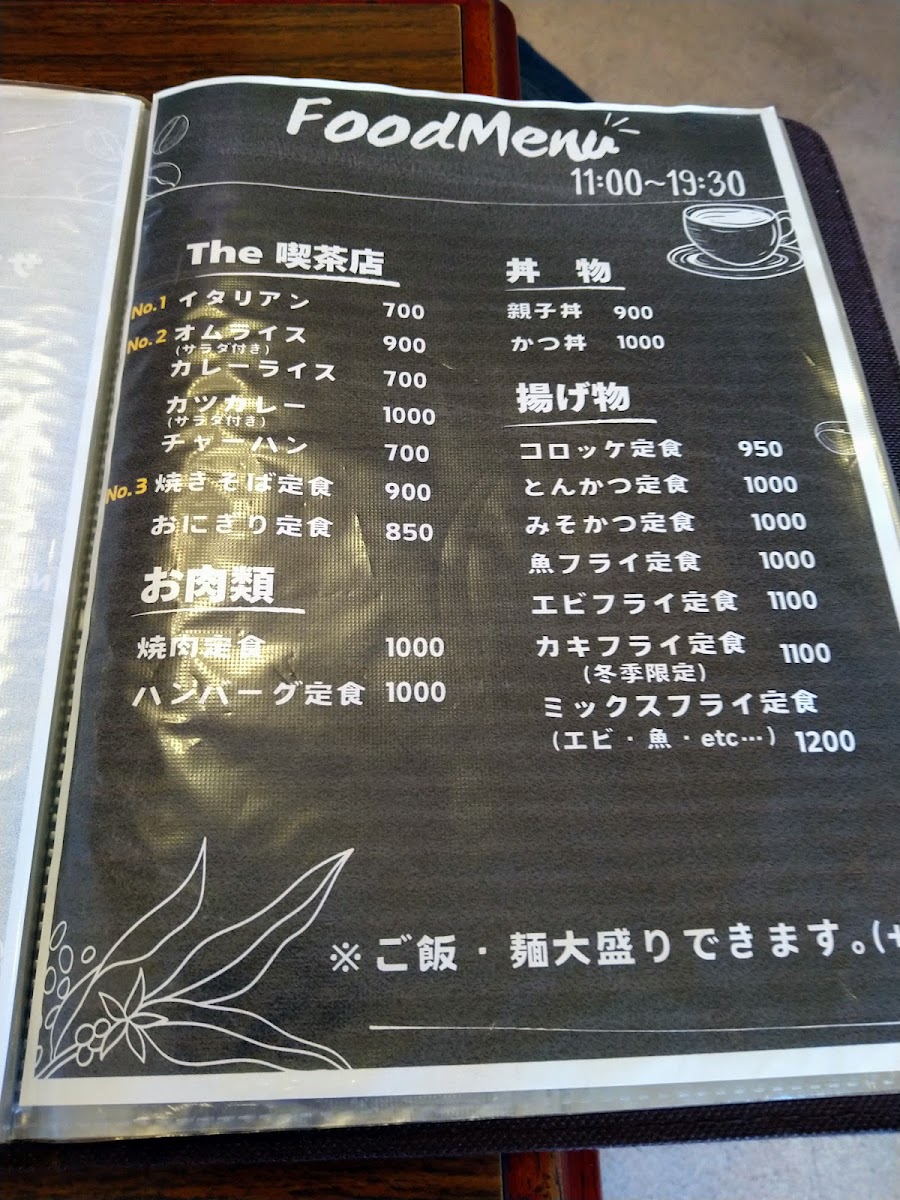 FoodMenu
11:00~19:30
The 喫茶店
No.1 イタリアン 700
No.2 オムライス 900
(サラダ付き)
カレーライス 700
カツカレー 1000
(サラダ付き)
チャーハン 700
No.3 焼きそば定食 900
おにぎり定食 850
お肉類
焼肉定食 1000
ハンバーグ定食 1000
丼 物
親子丼 900
かつ丼 1000
揚げ物
コロッケ定食 950
とんかつ定食 1000
みそかつ定食 1000
魚フライ定食 1000
エビフライ定食 1100
カキフライ定食 1100
(冬季限定)
ミックスフライ定食
(エビ・魚・etc…) 1200
※ご飯・麺大盛りできます。(+